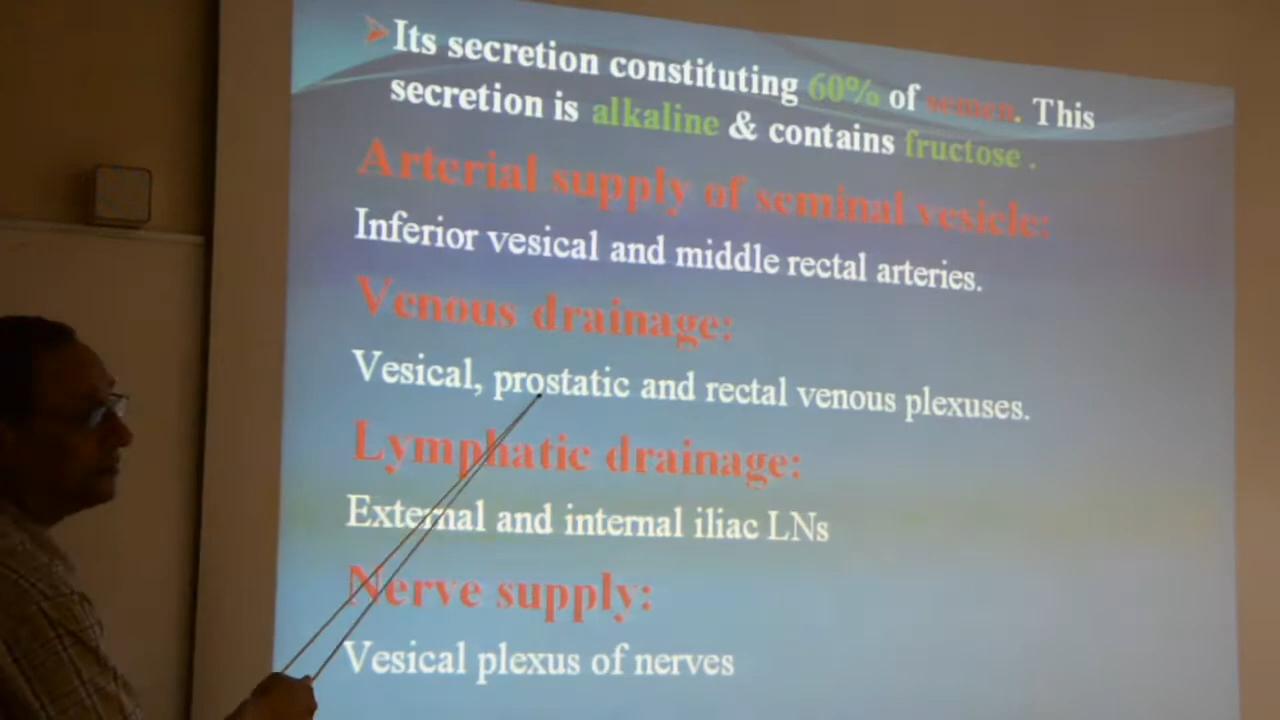 Its secretion constituting 60% of semen. This
secretion is alkaline & contains fructose .
Arterial supply of seminal vesicle:
Inferior vesical and middle rectal arteries.
Venous drainage:
Vesical, prostatic and rectal venous plexuses.
Lymphatic drainage:
External and internal iliac LNs
Nerve supply:
Vesical plexus of nerves